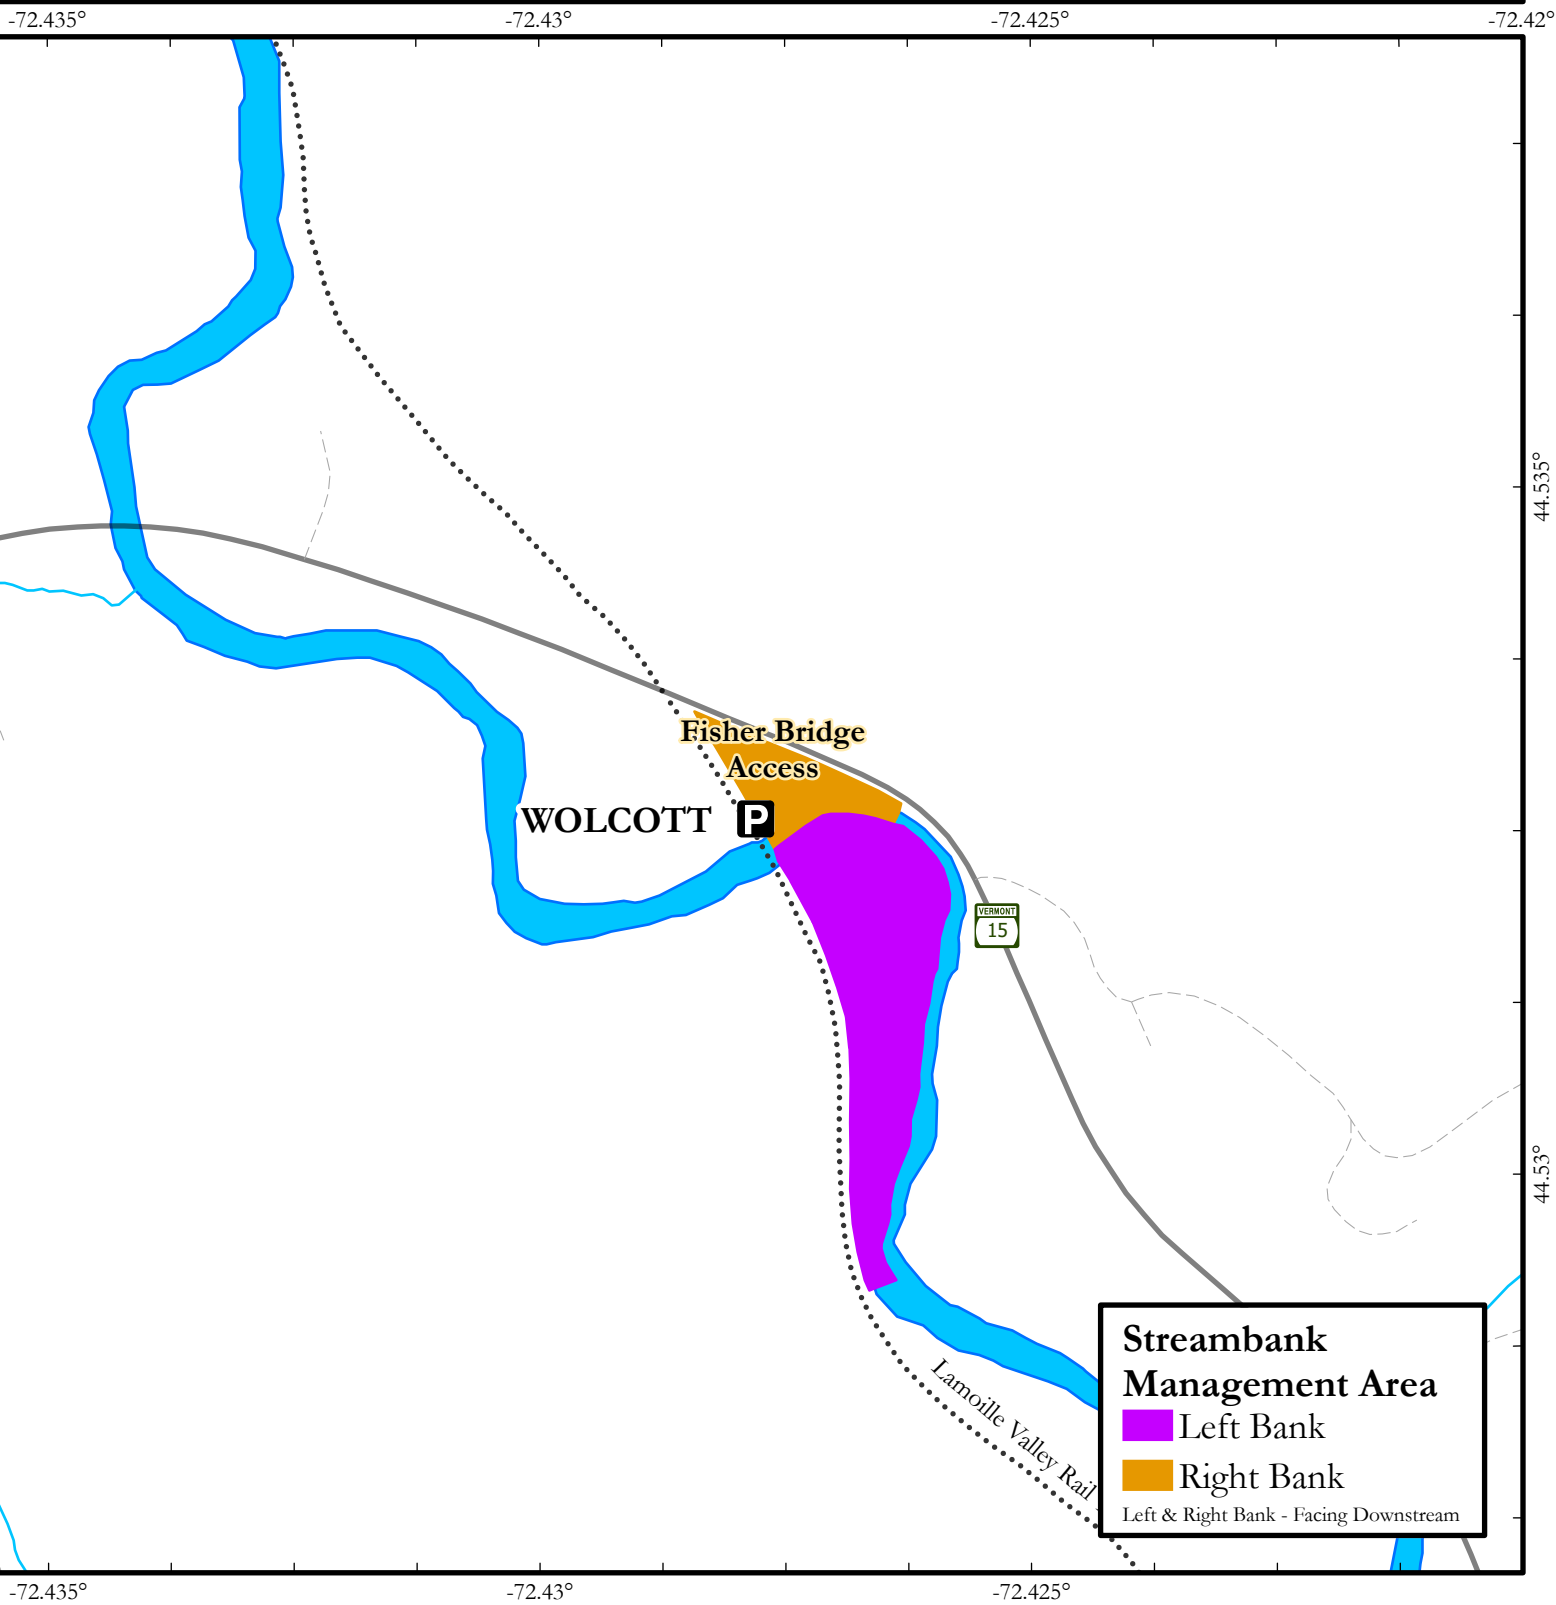 -72.435°
-72.43°
-72.425°
-72.42°
44.535°
Fisher Bridge
Access
WOLCOTT
P
VERMONT
15
44.53°
Lamoille Valley Rail
Streambank
Management Area
Left Bank
Right Bank
Left & Right Bank - Facing Downstream
-72.435°
-72.43°
-72.425°